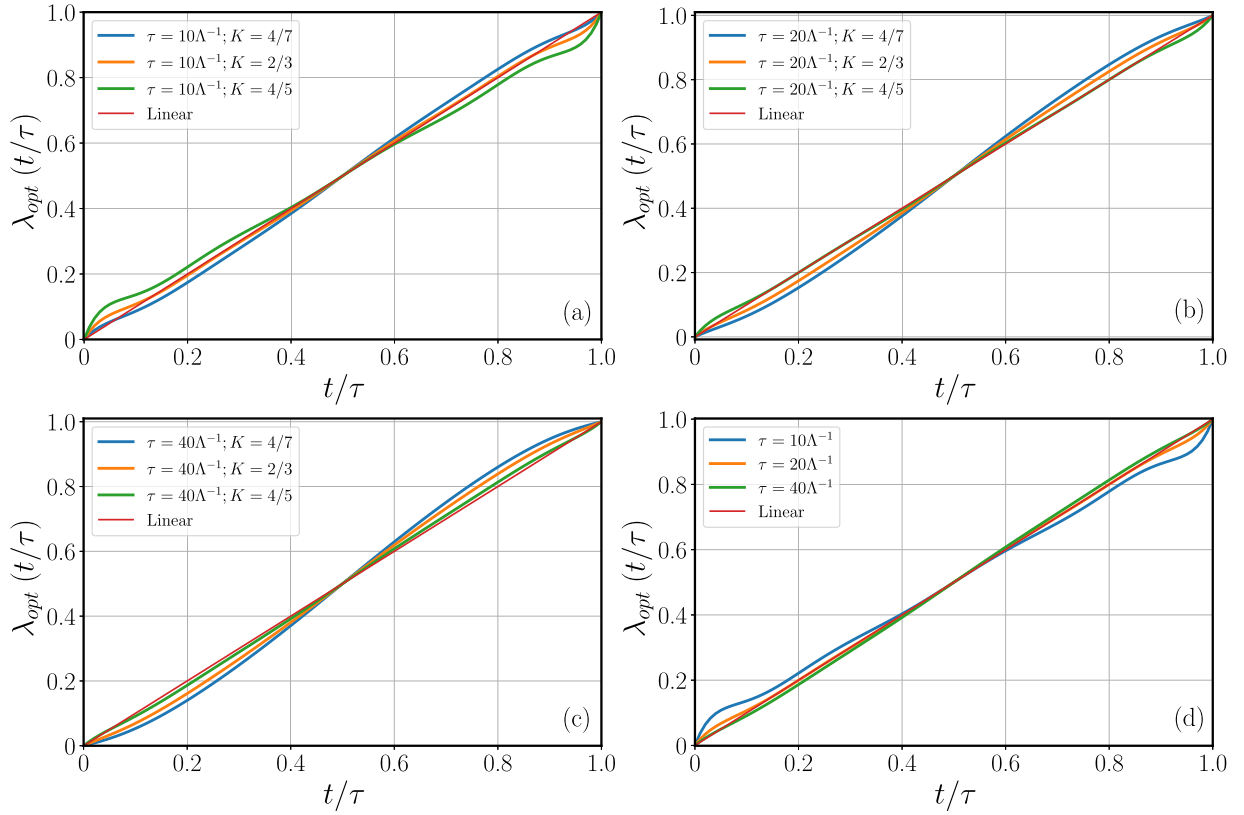 1.0
0.8
0.6
0.4
0.2
0
0
0.2
0.4
0.6
0.8
1.0
λopt (t/τ)
t/τ
τ = 10Λ⁻¹; K = 4/7
τ = 10Λ⁻¹; K = 2/3
τ = 10Λ⁻¹; K = 4/5
Linear
(a)
1.0
0.8
0.6
0.4
0.2
0
0
0.2
0.4
0.6
0.8
1.0
λopt (t/τ)
t/τ
τ = 20Λ⁻¹; K = 4/7
τ = 20Λ⁻¹; K = 2/3
τ = 20Λ⁻¹; K = 4/5
Linear
(b)
1.0
0.8
0.6
0.4
0.2
0
0
0.2
0.4
0.6
0.8
1.0
λopt (t/τ)
t/τ
τ = 40Λ⁻¹; K = 4/7
τ = 40Λ⁻¹; K = 2/3
τ = 40Λ⁻¹; K = 4/5
Linear
(c)
1.0
0.8
0.6
0.4
0.2
0
0
0.2
0.4
0.6
0.8
1.0
λopt (t/τ)
t/τ
τ = 10Λ⁻¹
τ = 20Λ⁻¹
τ = 40Λ⁻¹
Linear
(d)